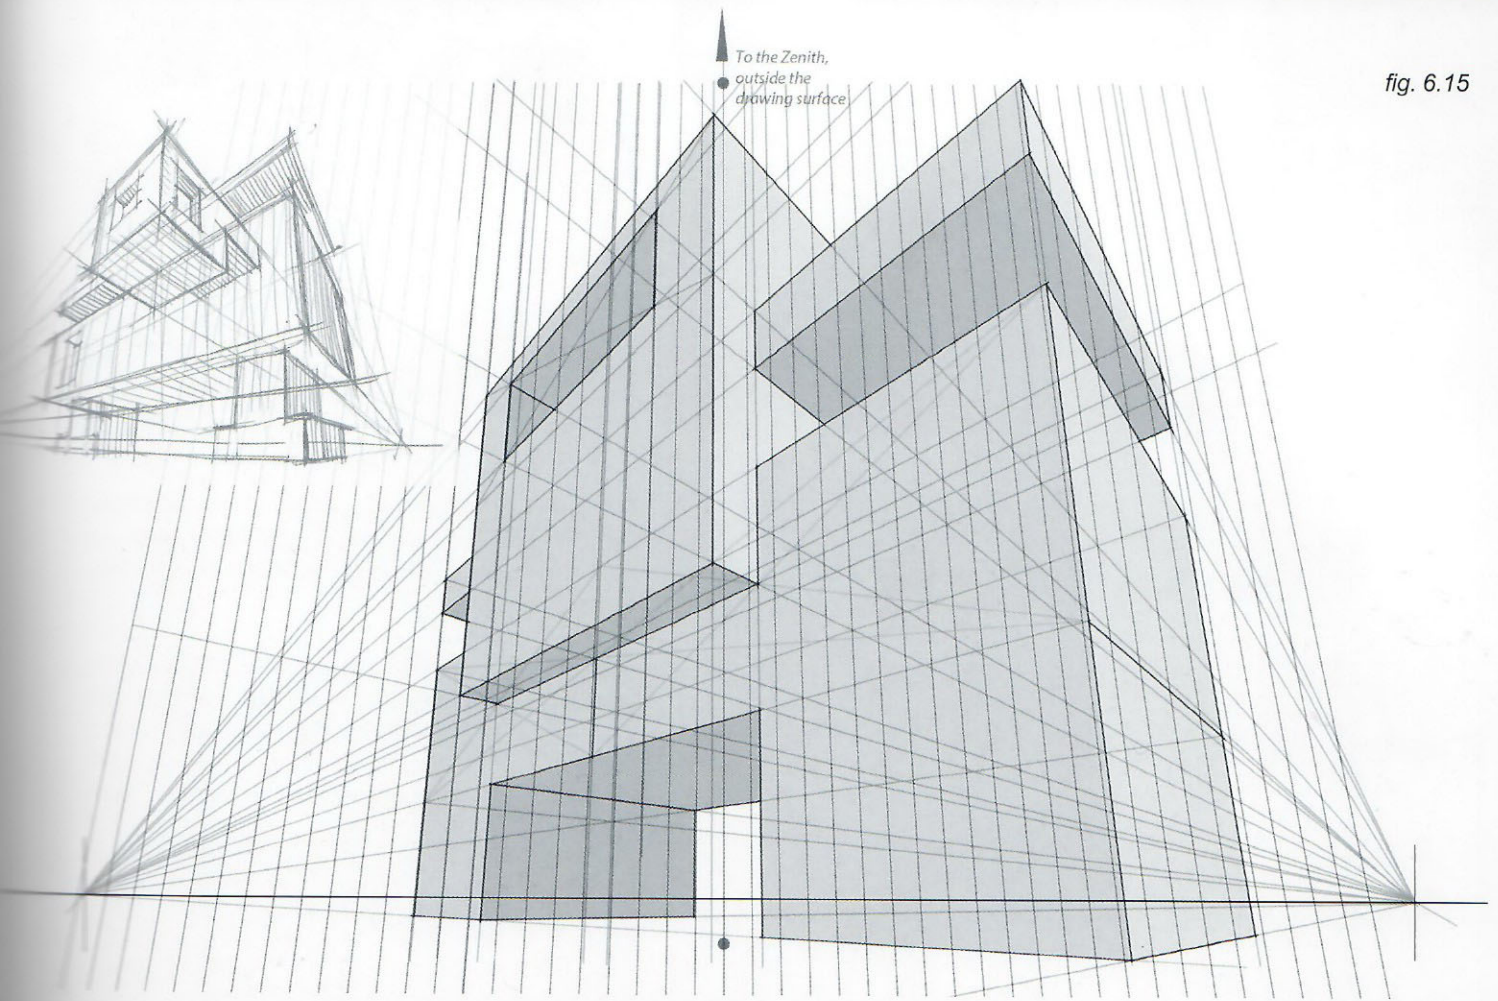 To the Zenith,
outside the
drawing surface
fig. 6.15